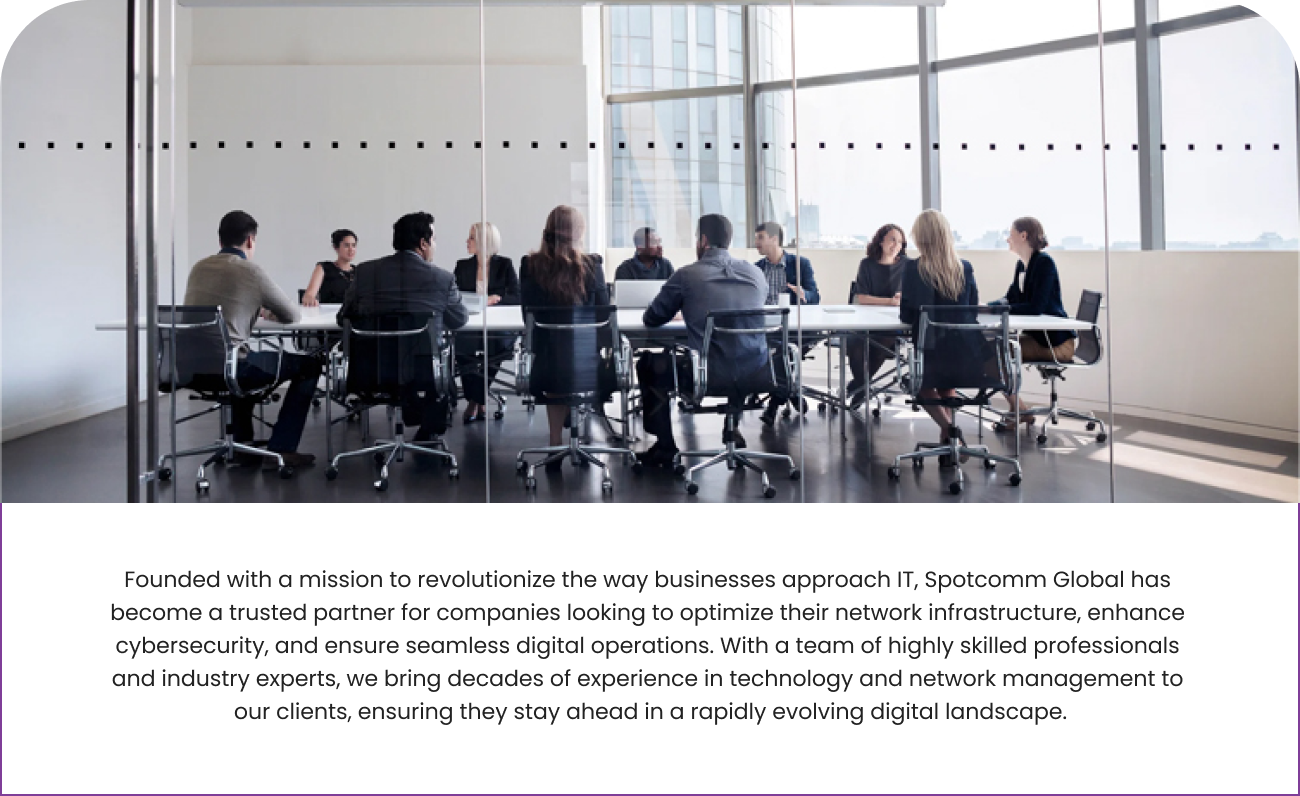 Founded with a mission to revolutionize the way businesses approach IT, Spotcomm Global has
become a trusted partner for companies looking to optimize their network infrastructure, enhance
cybersecurity, and ensure seamless digital operations. With a team of highly skilled professionals
and industry experts, we bring decades of experience in technology and network management to
our clients, ensuring they stay ahead in a rapidly evolving digital landscape.